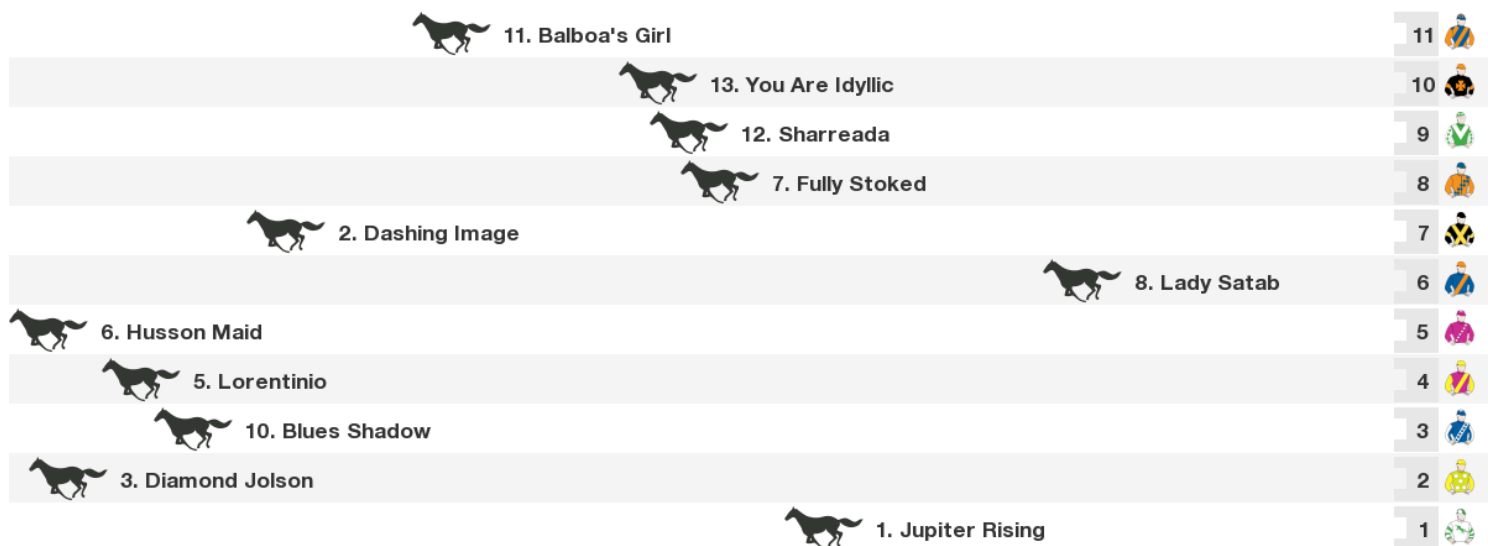 11. Balboa's Girl 11
13. You Are Idyllic 10
12. Sharreada 9
7. Fully Stoked 8
2. Dashing Image 7
8. Lady Satab 6
6. Husson Maid 5
5. Lorentinio 4
10. Blues Shadow 3
3. Diamond Jolson 2
1. Jupiter Rising 1